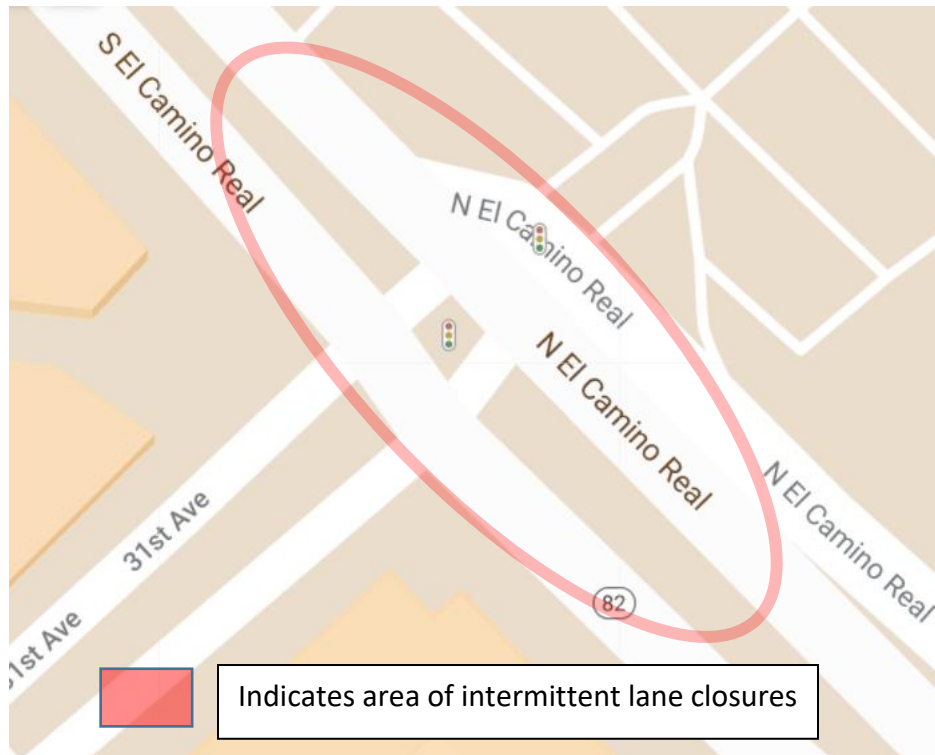 S El Camino Real
N El Camino Real
N El Camino Real
N El Camino Real
31st Ave
31st Ave
82
Indicates area of intermittent lane closures